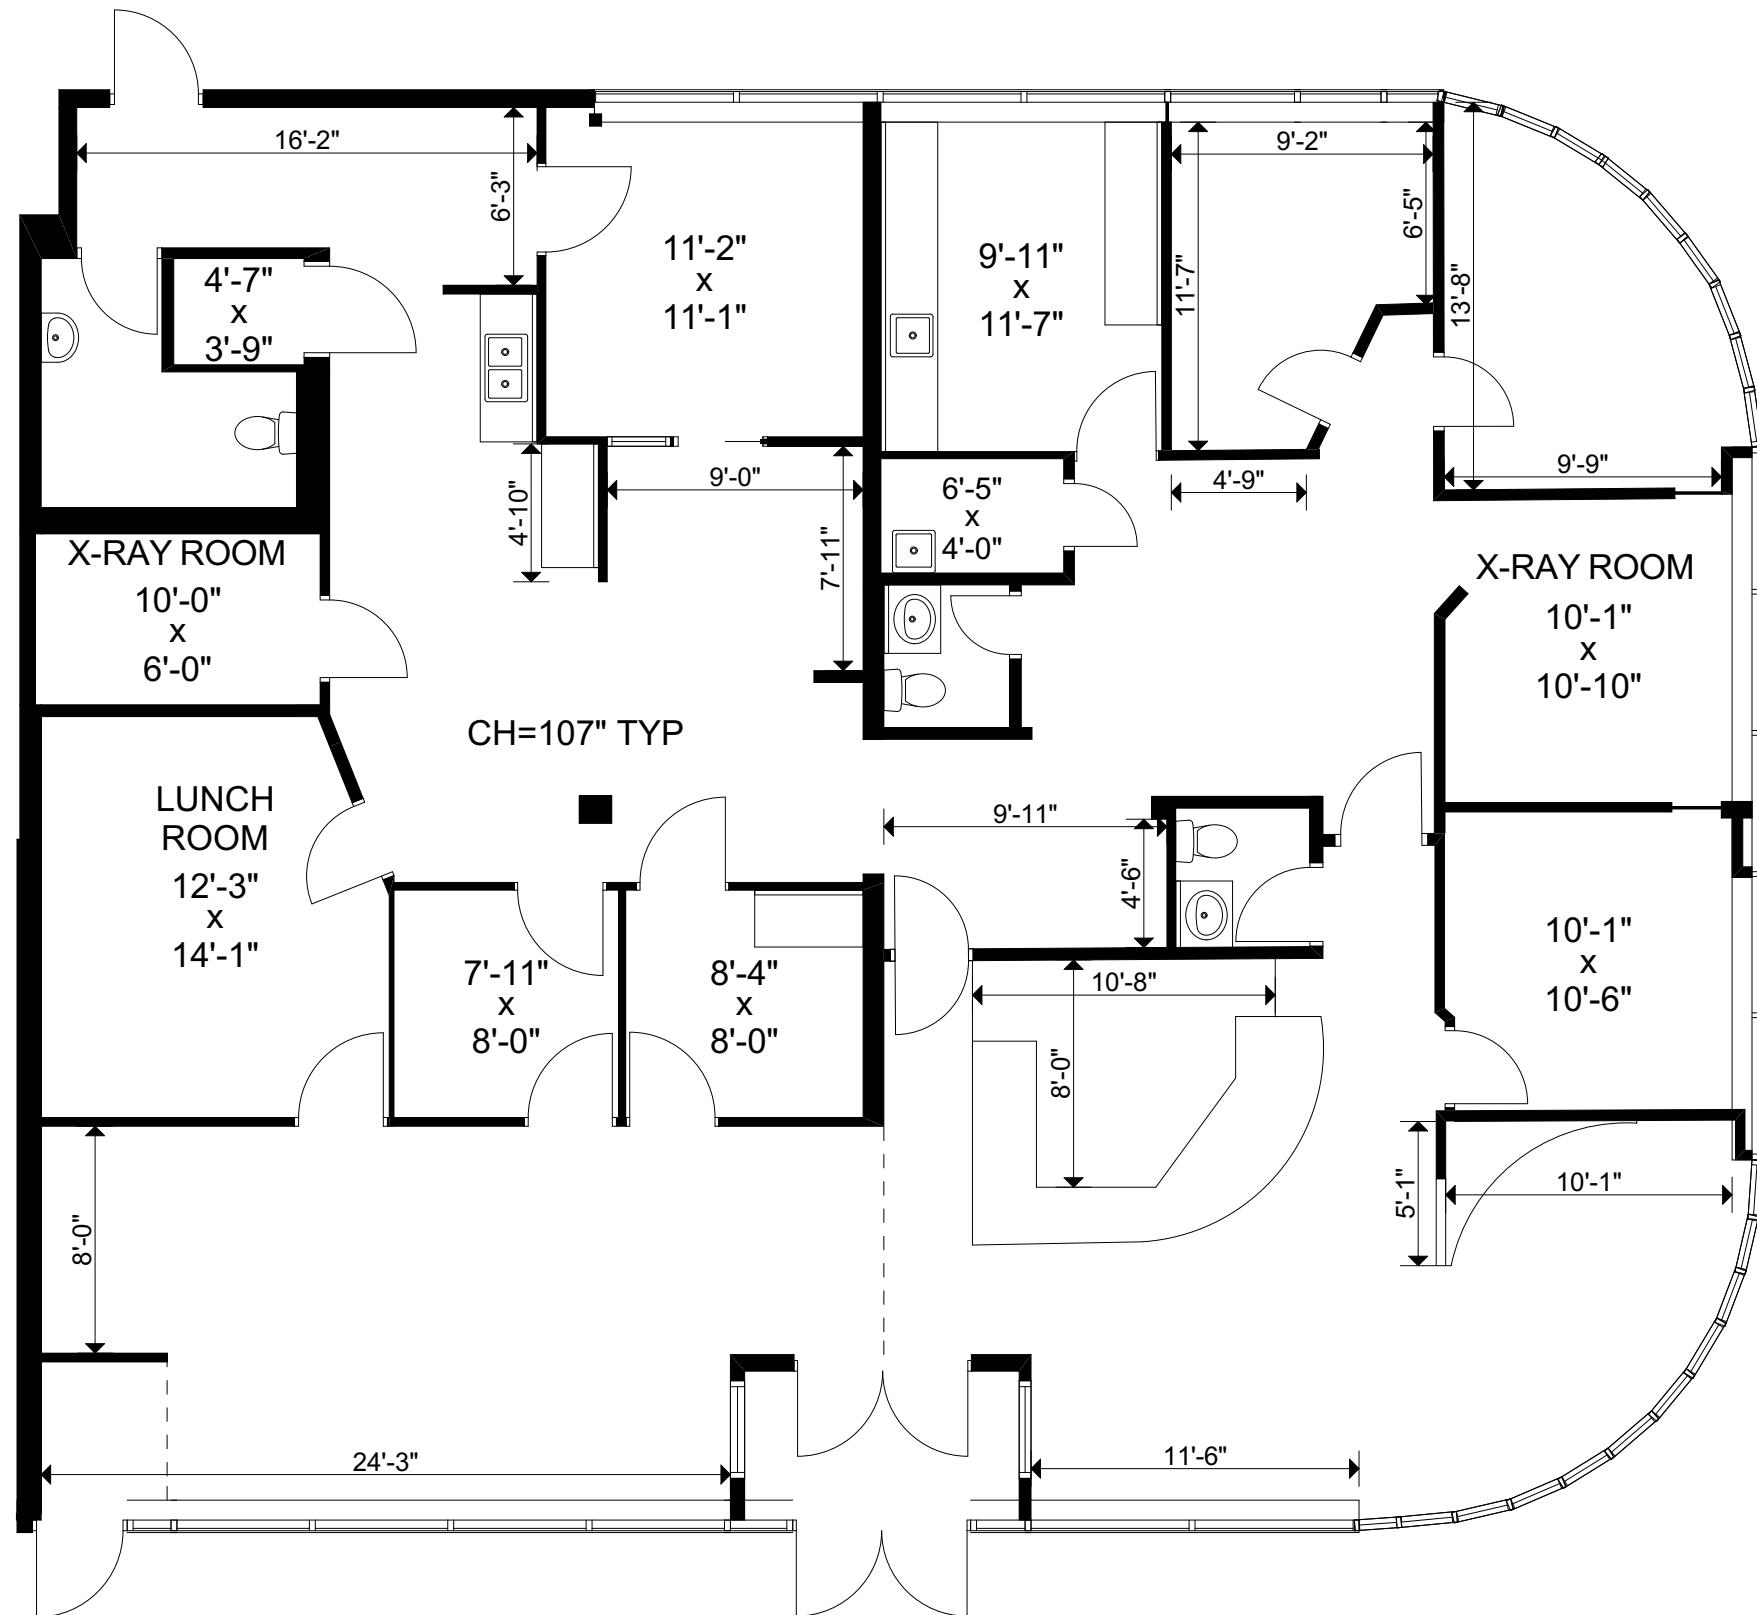 16'-2"
6'-3"
9'-2"
6'-5"
11'-7"
13'-8"
4'-7"
x
3'-9"
11'-2"
x
11'-1"
9'-11"
x
11'-7"
9'-0"
4'-10"
7'-11"
6'-5"
x
4'-0"
4'-9"
9'-9"
X-RAY ROOM
10'-0"
x
6'-0"
X-RAY ROOM
10'-1"
x
10'-10"
CH=107" TYP
LUNCH
ROOM
12'-3"
x
14'-1"
9'-11"
4'-6"
7'-11"
x
8'-0"
8'-4"
x
8'-0"
10'-8"
8'-0"
10'-1"
x
10'-6"
5'-1"
10'-1"
8'-0"
24'-3"
11'-6"